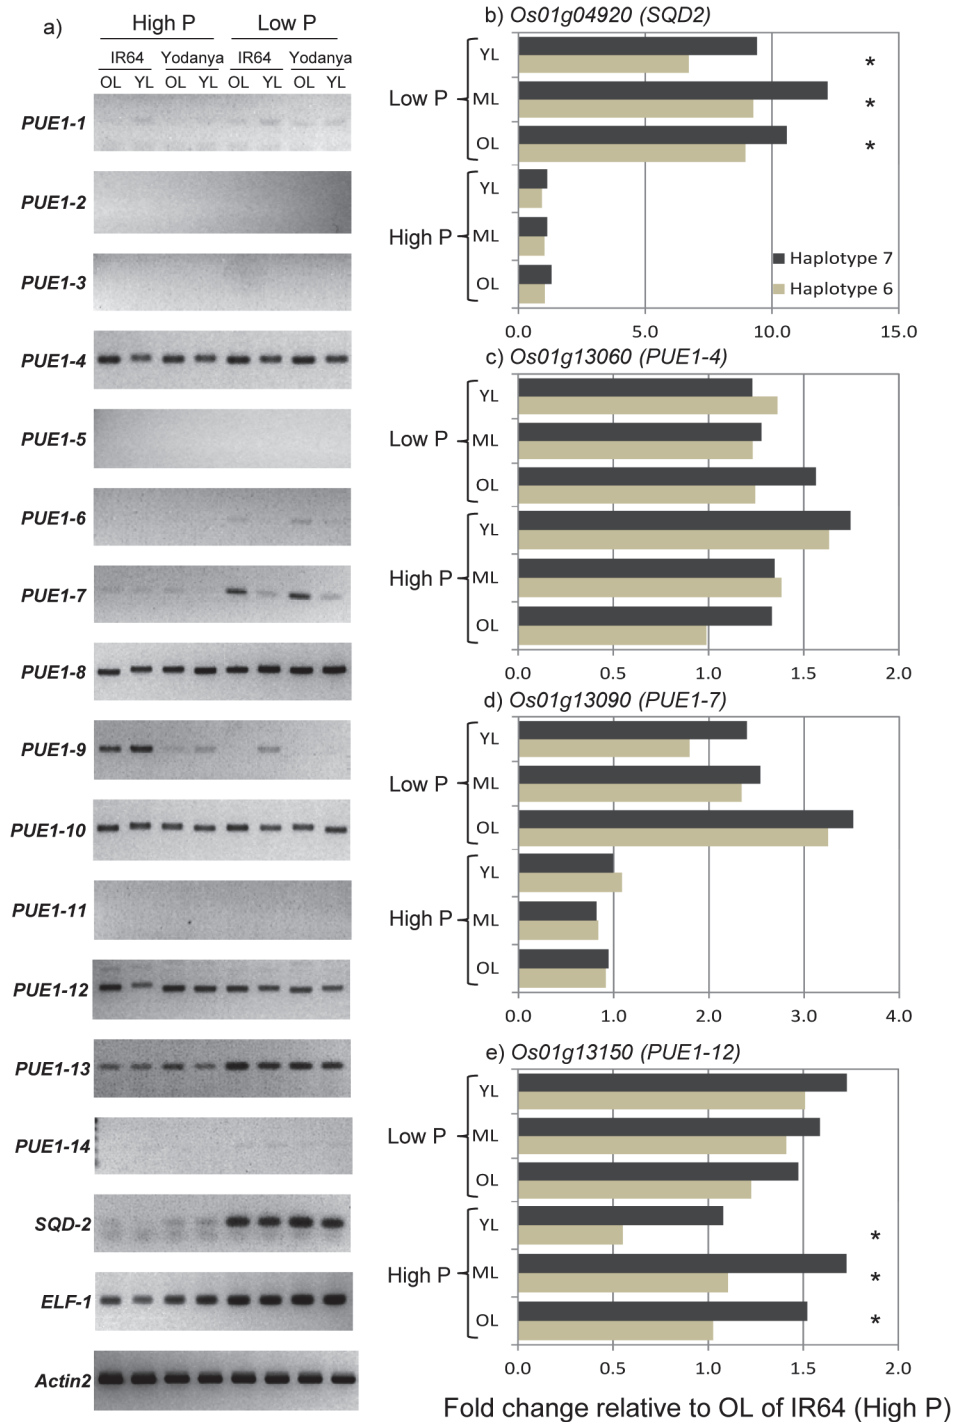 a)
High P Low P
IR64 Yodanya IR64 Yodanya
OL YL OL YL OL YL OL YL
PUE1-1
PUE1-2
PUE1-3
PUE1-4
PUE1-5
PUE1-6
PUE1-7
PUE1-8
PUE1-9
PUE1-10
PUE1-11
PUE1-12
PUE1-13
PUE1-14
SQD-2
ELF-1
Actin2
b) Os01g04920 (SQD2)
YL
*
Low P ML
*
OL
*
YL
High P ML
OL
Haplotype 7
Haplotype 6
0.0 5.0 10.0 15.0
c) Os01g13060 (PUE1-4)
YL
Low P ML
OL
YL
High P ML
OL
0.0 0.5 1.0 1.5 2.0
d) Os01g13090 (PUE1-7)
YL
Low P ML
OL
YL
High P ML
OL
0.0 1.0 2.0 3.0 4.0
e) Os01g13150 (PUE1-12)
YL
Low P ML
OL
YL
*
High P ML
*
OL
*
0.0 0.5 1.0 1.5 2.0
Fold change relative to OL of IR64 (High P)